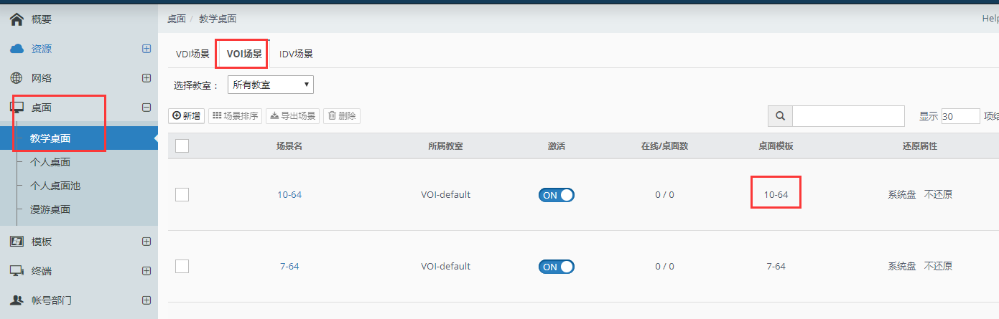 概要
资源
网络
桌面
教学桌面
个人桌面
个人桌面池
漫游桌面
模板
终端
帐号部门
桌面 / 教学桌面
Help
VDI场景 VOI场景 IDV场景
选择教室： 所有教室
新增 场景排序 导出场景 删除 显示 30 项结
场景名 所属教室 激活 在线/桌面数 桌面模板 还原属性
10-64 VOI-default ON 0 / 0 10-64 系统盘 不还原
7-64 VOI-default ON 0 / 0 7-64 系统盘 不还原